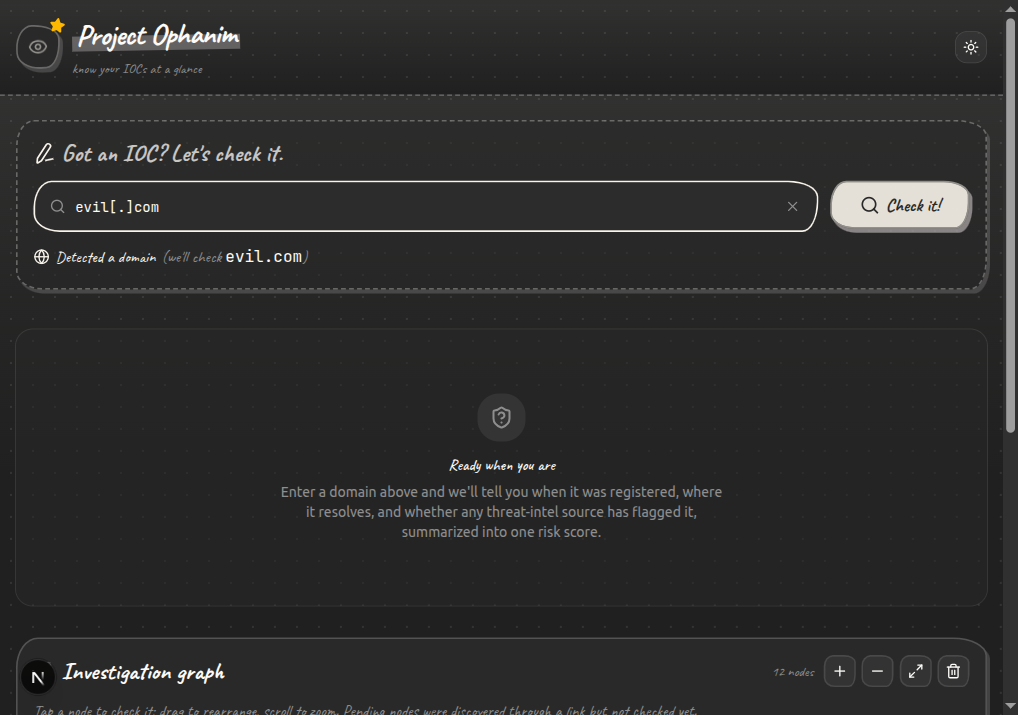 Project Ophanim
know your IOCs at a glance
Got an IOC? Let's check it.
evil[.]com
Check it!
Detected a domain (we'll check evil.com)
Ready when you are
Enter a domain above and we'll tell you when it was registered, where
it resolves, and whether any threat-intel source has flagged it,
summarized into one risk score.
N
Investigation graph
12 nodes
Tap a node to check it; drag to rearrange, scroll to zoom. Pending nodes were discovered through a link but not checked yet.